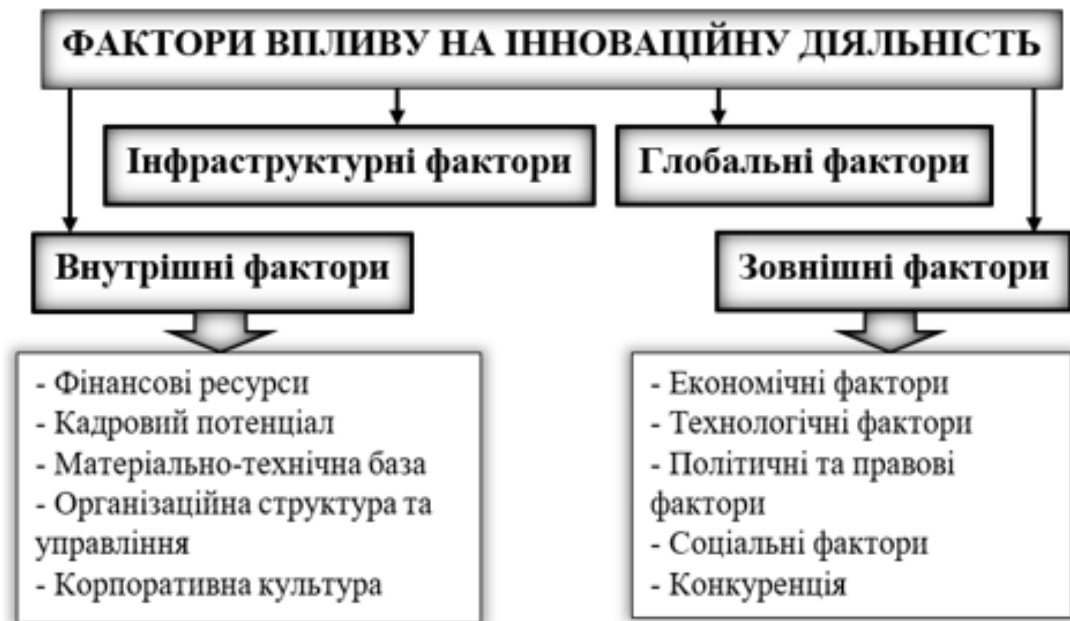 ФАКТОРИ ВПЛИВУ НА ІННОВАЦІЙНУ ДІЯЛЬНІСТЬ
Інфраструктурні фактори
Глобальні фактори
Внутрішні фактори
Зовнішні фактори
- Фінансові ресурси
- Кадровий потенціал
- Матеріально-технічна база
- Організаційна структура та
управління
- Корпоративна культура
- Економічні фактори
- Технологічні фактори
- Політичні та правові
фактори
- Соціальні фактори
- Конкуренція